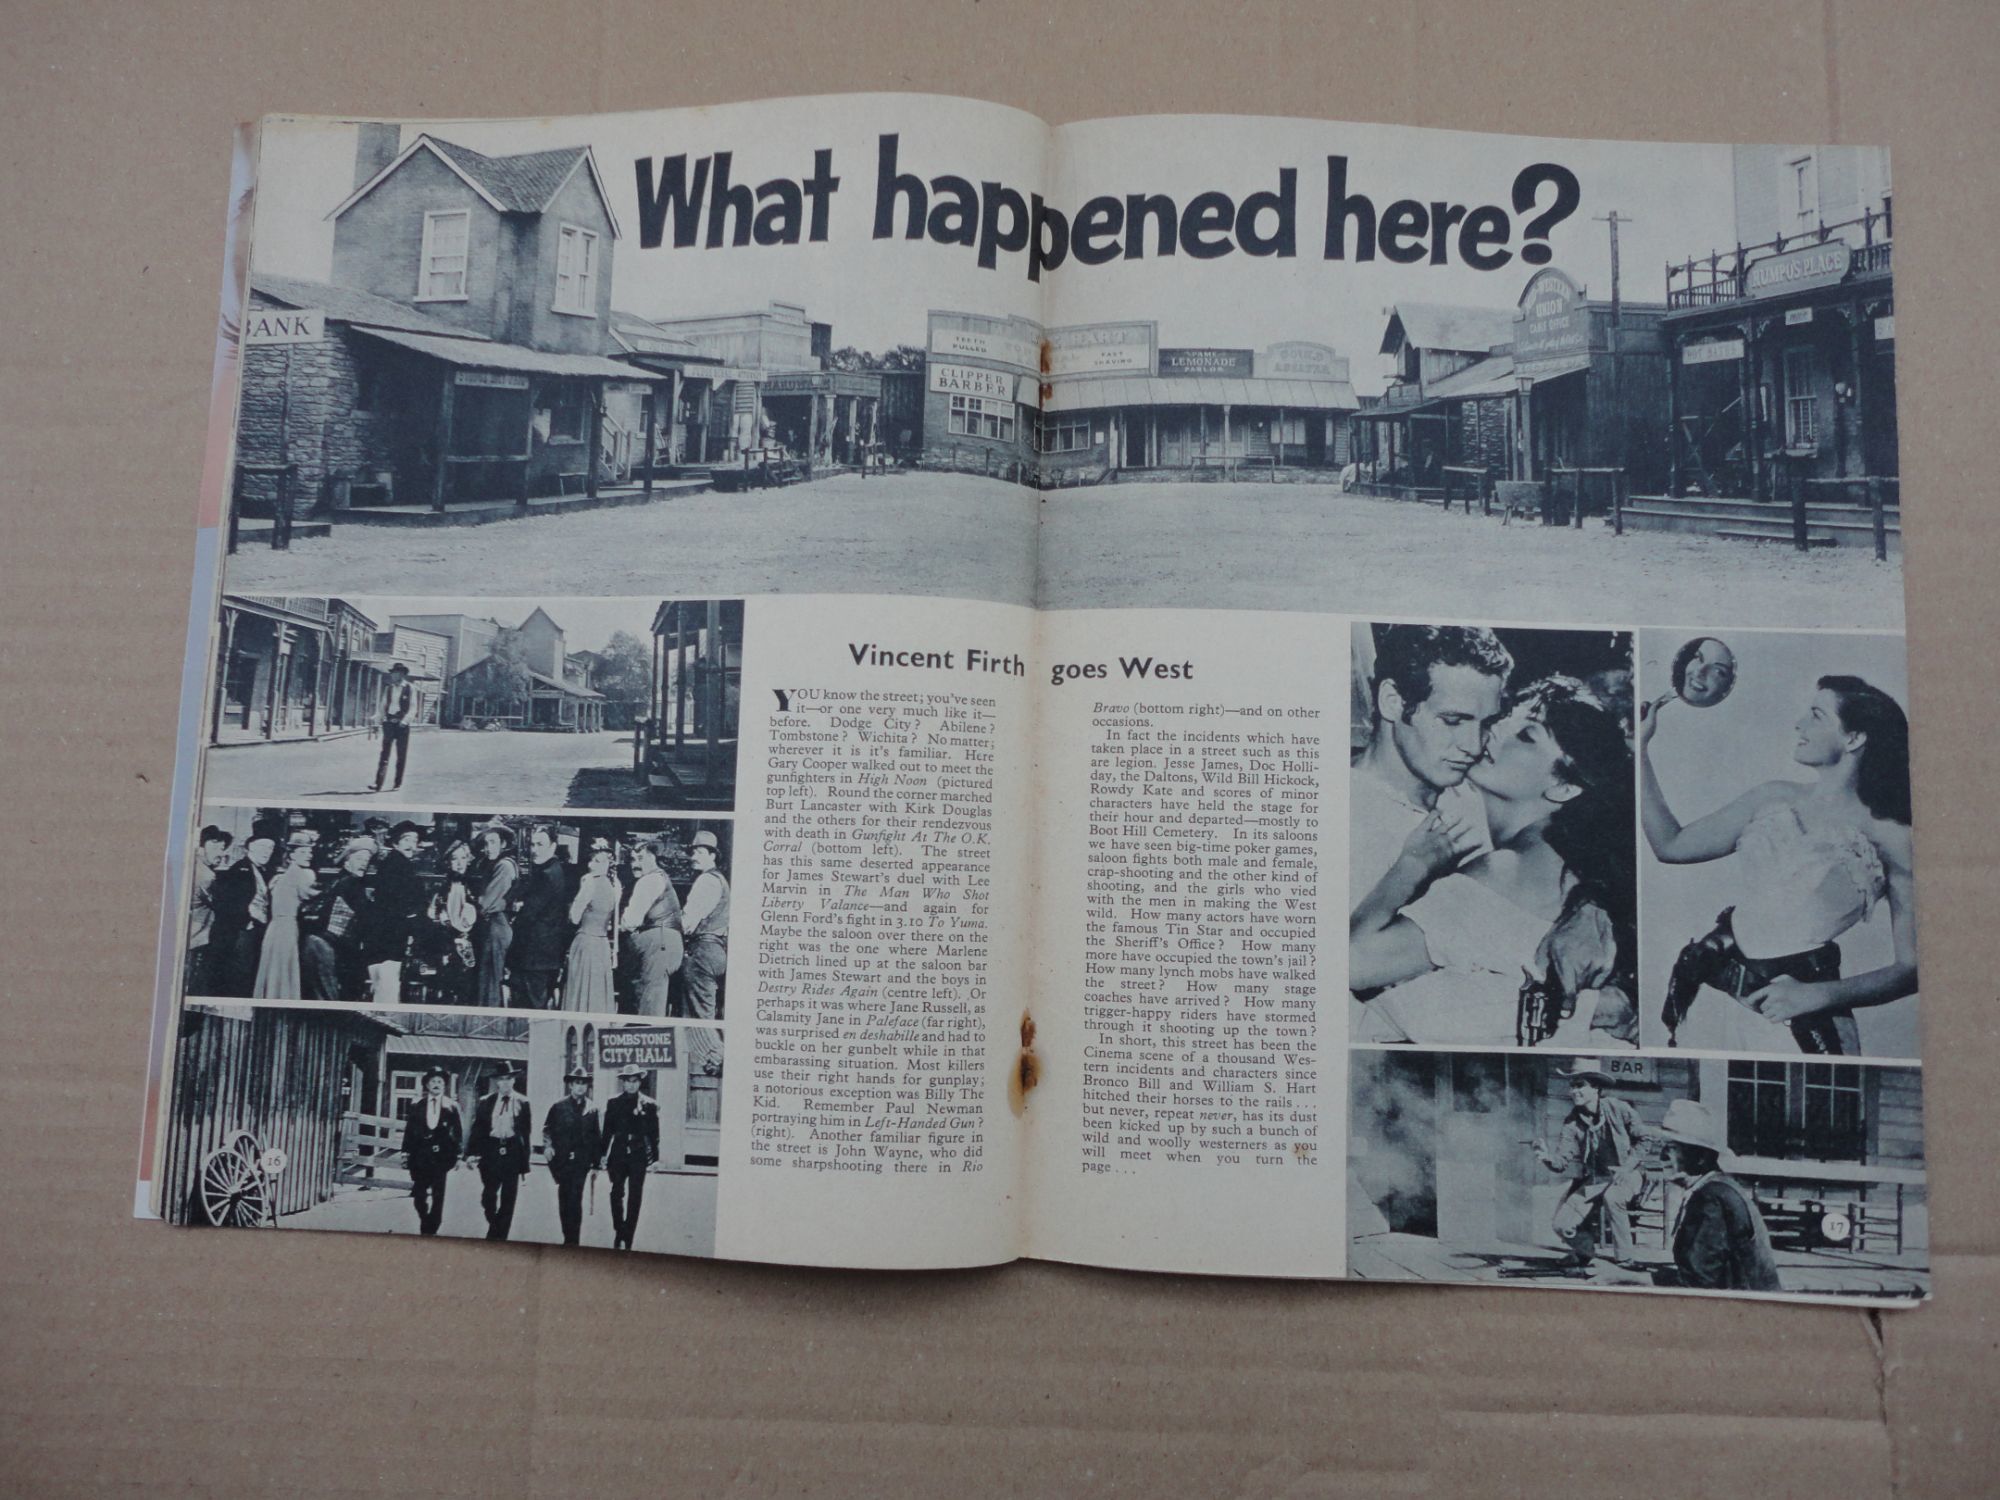 What happened here?
BANK
TEETH
PULLED
CLIPPER
BARBER
HEART
FAST
SHAVING
LEMONADE
PARLOR
WESTERN
UNION
CABLE OFFICE
RUMPO'S PLACE
HOT BATHS
Vincent Firth goes West
YOU know the street; you've seen
it—or one very much like it—
before. Dodge City? Abilene?
Tombstone? Wichita? No matter;
wherever it is it's familiar. Here
Gary Cooper walked out to meet the
gunfighters in High Noon (pictured
top left). Round the corner marched
Burt Lancaster with Kirk Douglas
and the others for their rendezvous
with death in Gunfight At The O.K.
Corral (bottom left). The street
has this same deserted appearance
for James Stewart's duel with Lee
Marvin in The Man Who Shot
Liberty Valance—and again for
Glenn Ford's fight in 3.10 To Yuma.
Maybe the saloon over there on the
right was the one where Marlene
Dietrich lined up at the saloon bar
with James Stewart and the boys in
Destry Rides Again (centre left). Or
perhaps it was where Jane Russell, as
Calamity Jane in Paleface (far right),
was surprised en deshabille and had to
buckle on her gunbelt while in that
embarassing situation. Most killers
use their right hands for gunplay;
a notorious exception was Billy The
Kid. Remember Paul Newman
portraying him in Left-Handed Gun?
(right). Another familiar figure in
the street is John Wayne, who did
some sharpshooting there in Rio
Bravo (bottom right)—and on other
occasions.
In fact the incidents which have
taken place in a street such as this
are legion. Jesse James, Doc Holli-
day, the Daltons, Wild Bill Hickock,
Rowdy Kate and scores of minor
characters have held the stage for
their hour and departed—mostly to
Boot Hill Cemetery. In its saloons
we have seen big-time poker games,
saloon fights both male and female,
crap-shooting and the other kind of
shooting, and the girls who vied
with the men in making the West
wild. How many actors have worn
the famous Tin Star and occupied
the Sheriff's Office? How many
more have occupied the town's jail?
How many lynch mobs have walked
the street? How many stage
coaches have arrived? How many
trigger-happy riders have stormed
through it shooting up the town?
In short, this street has been the
Cinema scene of a thousand Wes-
tern incidents and characters since
Bronco Bill and William S. Hart
hitched their horses to the rails . . .
but never, repeat never, has its dust
been kicked up by such a bunch of
wild and woolly westerners as you
will meet when you turn the
page . . .
TOMBSTONE
CITY HALL
BAR
16
17